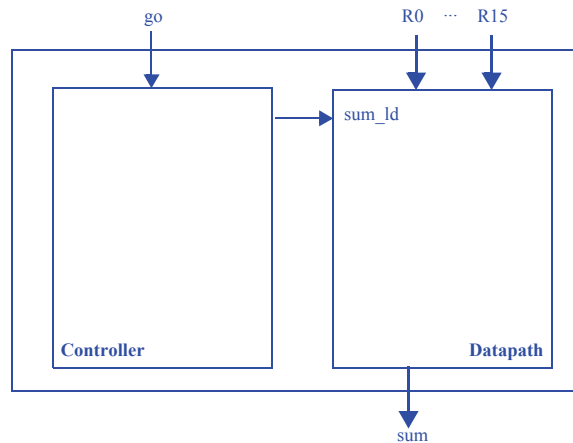 go
R0 ... R15
sum_ld
Controller
Datapath
sum